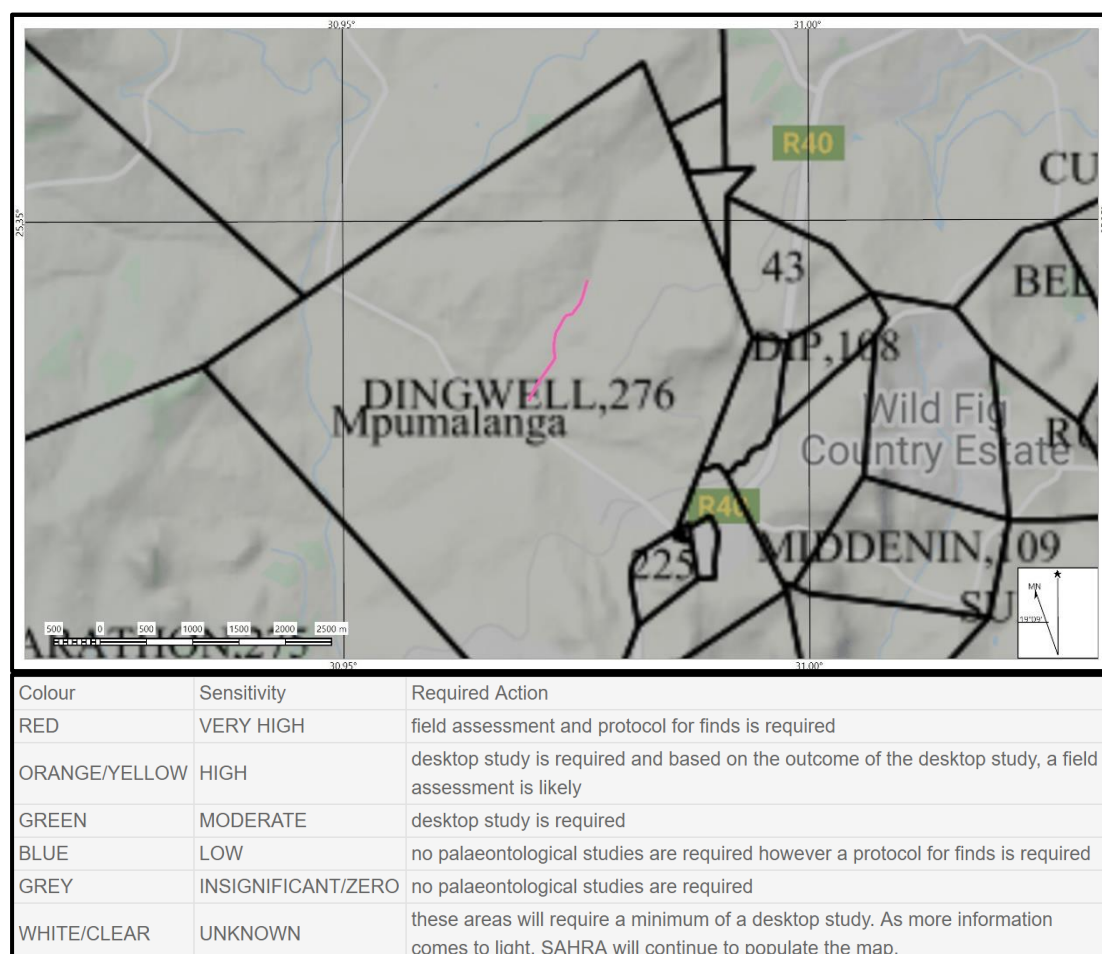 30.95° 31.00°
R40
CU
25.35°
43
BEL
DIP,108
DINGWELL,276
Mpumalanga
Wild Fig
Country Estate
RU
R40
225
MIDDENIN,109
SU
MN
19°09'
500 0 500 1000 1500 2000 2500 m
ARATHON,275
30.95° 31.00°
Colour Sensitivity Required Action
RED VERY HIGH field assessment and protocol for finds is required
ORANGE/YELLOW HIGH desktop study is required and based on the outcome of the desktop study, a field
assessment is likely
GREEN MODERATE desktop study is required
BLUE LOW no palaeontological studies are required however a protocol for finds is required
GREY INSIGNIFICANT/ZERO no palaeontological studies are required
WHITE/CLEAR UNKNOWN these areas will require a minimum of a desktop study. As more information
comes to light, SAHRA will continue to populate the map.